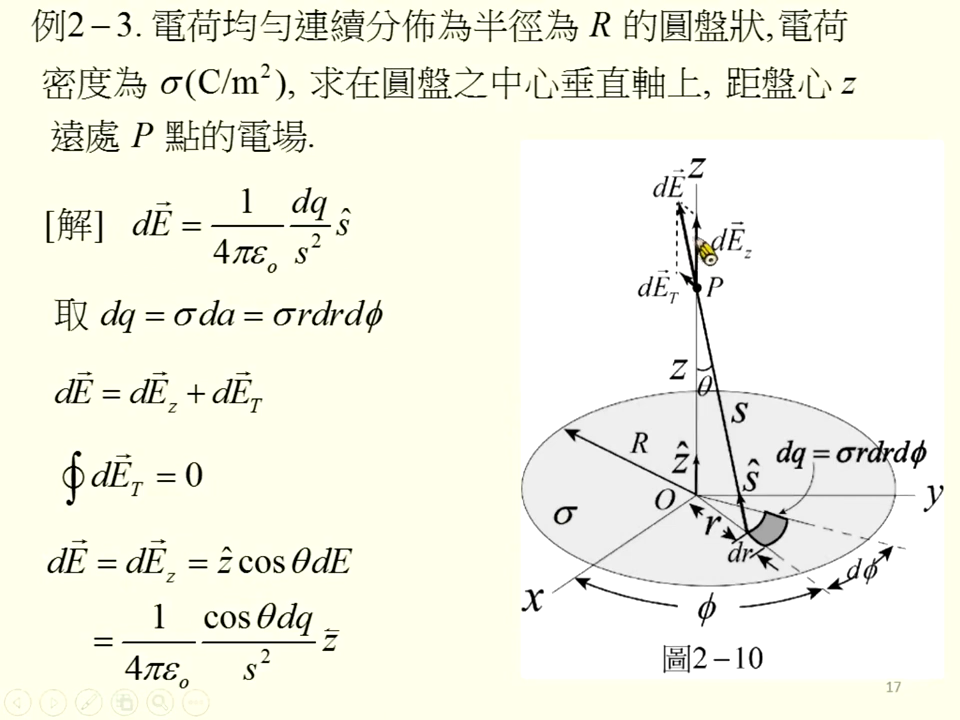 例2－3. 電荷均勻連續分佈為半徑為 R 的圓盤狀,電荷
密度為 σ(C/m²), 求在圓盤之中心垂直軸上, 距盤心 z
遠處 P 點的電場.
[解] dE⃗ = 1/(4πε₀) dq/s² ŝ
取 dq = σda = σrdrdϕ
dE⃗ = dE⃗_z + dE⃗_T
∮dE⃗_T = 0
dE⃗ = dE⃗_z = ẑ cosθdE
= 1/(4πε₀) cosθdq/s² z̄
z
dE⃗
dE⃗_z
dE⃗_T
P
z
θ
s
R
ẑ
ŝ
dq = σrdrdϕ
O
y
σ
r
dr
dϕ
x
ϕ
圖2－10
17